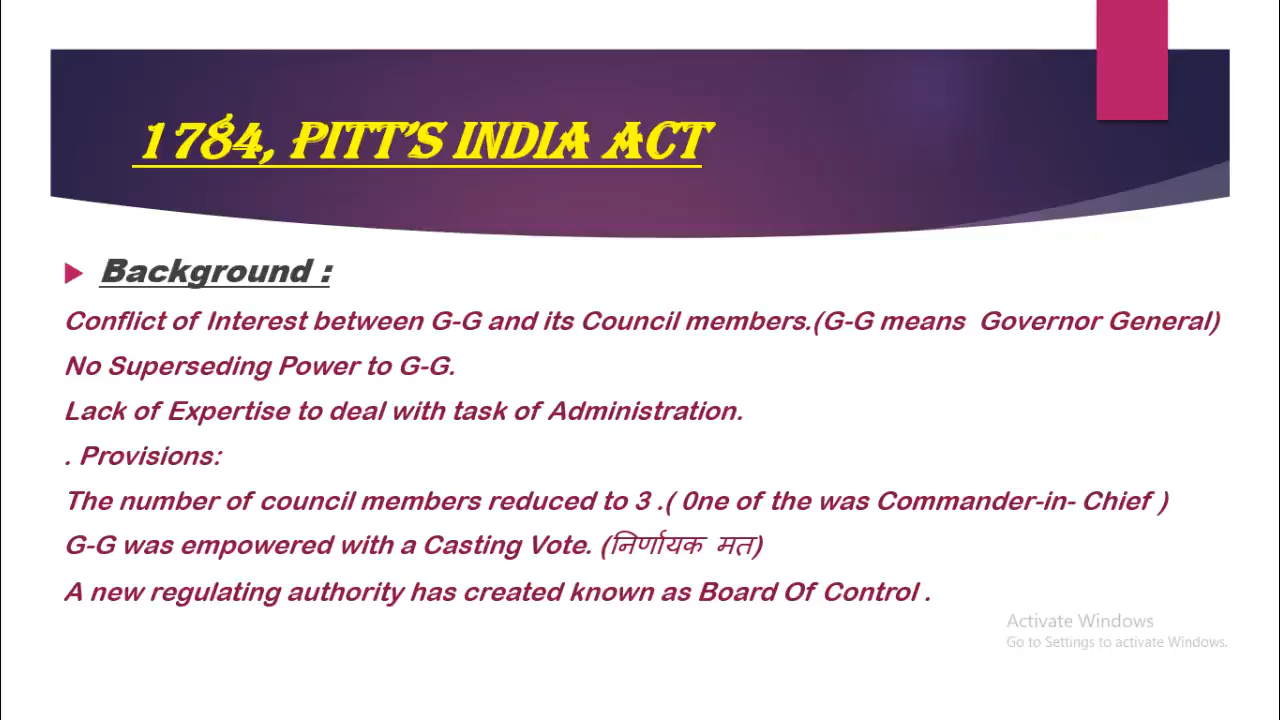 1784, PITT'S INDIA ACT
Background :
Conflict of Interest between G-G and its Council members.(G-G means Governor General)
No Superseding Power to G-G.
Lack of Expertise to deal with task of Administration.
. Provisions:
The number of council members reduced to 3 .( 0ne of the was Commander-in- Chief )
G-G was empowered with a Casting Vote. (निर्णायक मत)
A new regulating authority has created known as Board Of Control .
Activate Windows
Go to Settings to activate Windows.